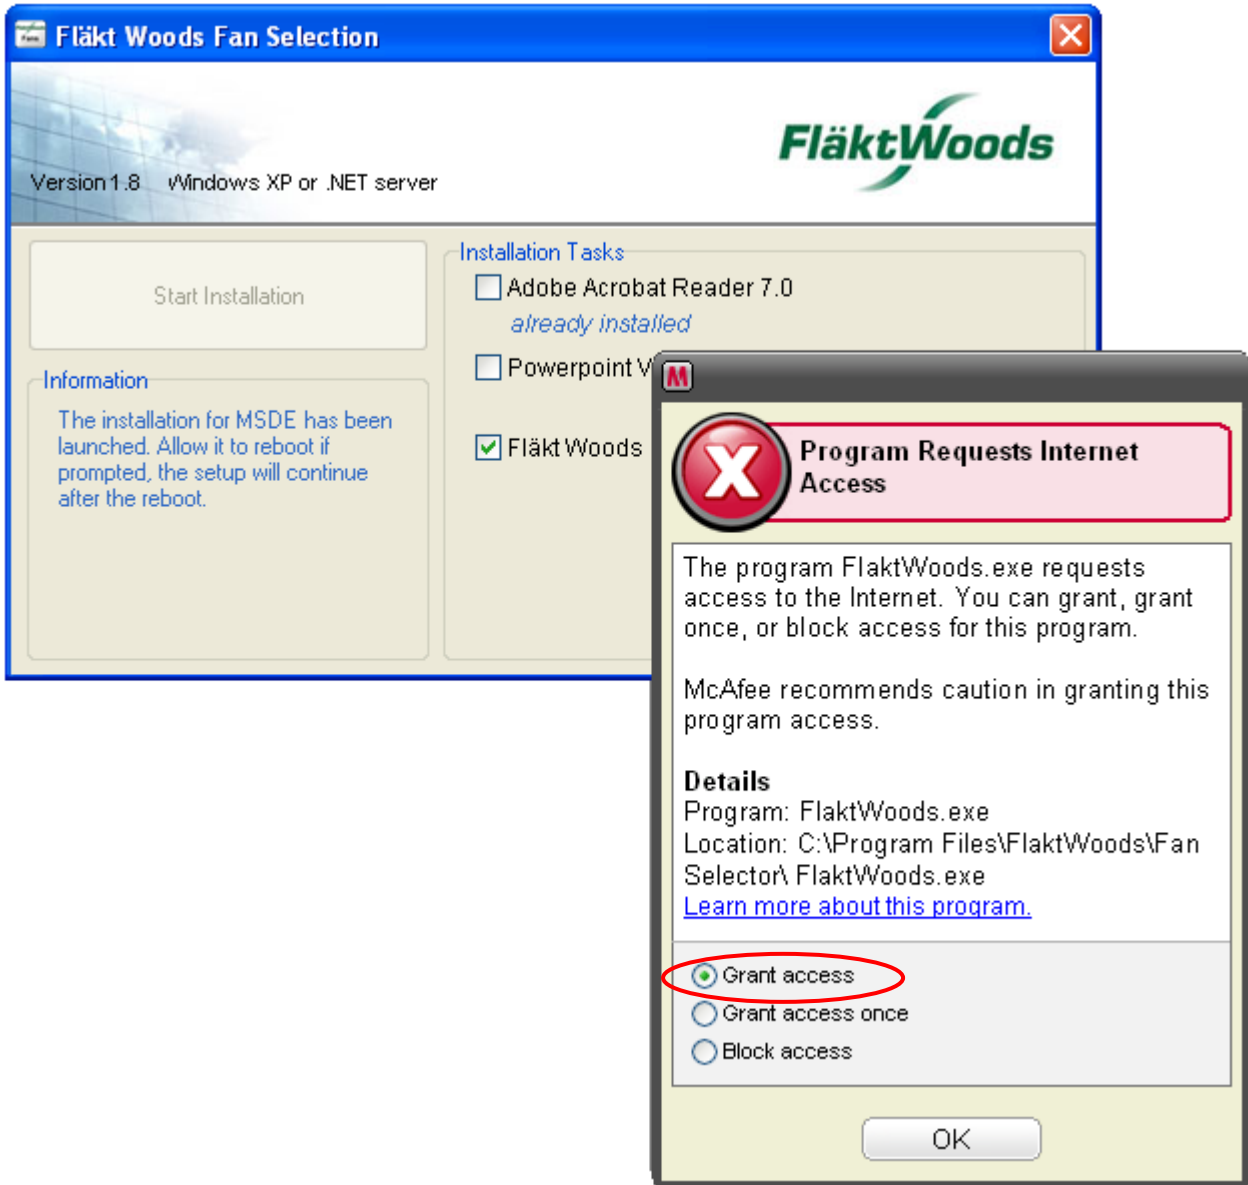 Fläkt Woods Fan Selection
FläktWoods
Version 1.8 Windows XP or .NET server
Start Installation
Information
The installation for MSDE has been
launched. Allow it to reboot if
prompted, the setup will continue
after the reboot.
Installation Tasks
Adobe Acrobat Reader 7.0
already installed
Powerpoint V
Fläkt Woods
M
Program Requests Internet
Access
The program FlaktWoods.exe requests
access to the Internet. You can grant, grant
once, or block access for this program.
McAfee recommends caution in granting this
program access.
Details
Program: FlaktWoods.exe
Location: C:\Program Files\FlaktWoods\Fan
Selector\ FlaktWoods.exe
Learn more about this program.
Grant access
Grant access once
Block access
OK